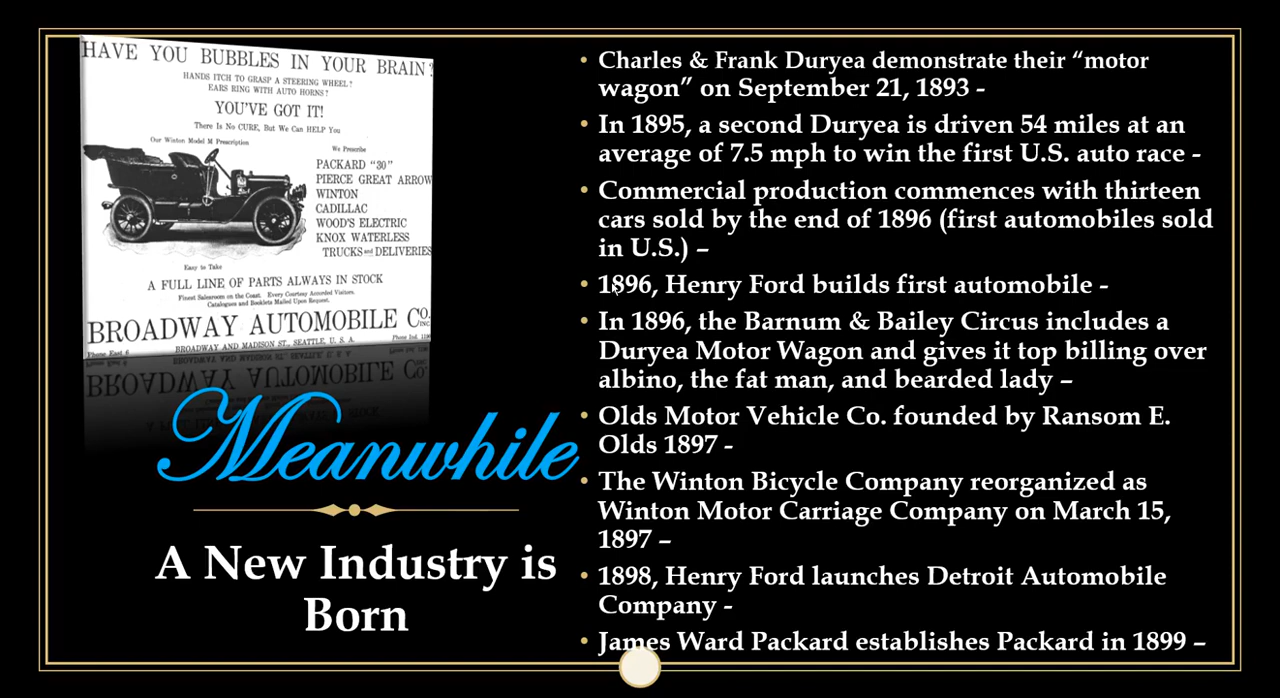 HAVE YOU BUBBLES IN YOUR BRAIN?
HANDS ITCH TO GRASP A STEERING WHEEL?
EARS RING WITH AUTO HORNS?
YOU'VE GOT IT!
There Is No CURE, But We Can HELP You
Our Winton Model M Prescription
We Prescribe
PACKARD "30"
PIERCE GREAT ARROW
WINTON
CADILLAC
WOOD'S ELECTRIC
KNOX WATERLESS
TRUCKS and DELIVERIES
Easy to Take
A FULL LINE OF PARTS ALWAYS IN STOCK
Finest Salesroom on the Coast. Every Courtesy Accorded Visitors.
Catalogues and Booklets Mailed Upon Request.
BROADWAY AUTOMOBILE Co.
INC.
Phone East 6
BROADWAY AND MADISON ST., SEATTLE, U. S. A.
Phone Ind.
Meanwhile
A New Industry is
Born
• Charles & Frank Duryea demonstrate their “motor
wagon” on September 21, 1893 -
• In 1895, a second Duryea is driven 54 miles at an
average of 7.5 mph to win the first U.S. auto race -
• Commercial production commences with thirteen
cars sold by the end of 1896 (first automobiles sold
in U.S.) –
• 1896, Henry Ford builds first automobile -
• In 1896, the Barnum & Bailey Circus includes a
Duryea Motor Wagon and gives it top billing over
albino, the fat man, and bearded lady –
• Olds Motor Vehicle Co. founded by Ransom E.
Olds 1897 -
• The Winton Bicycle Company reorganized as
Winton Motor Carriage Company on March 15,
1897 –
• 1898, Henry Ford launches Detroit Automobile
Company -
• James Ward Packard establishes Packard in 1899 –